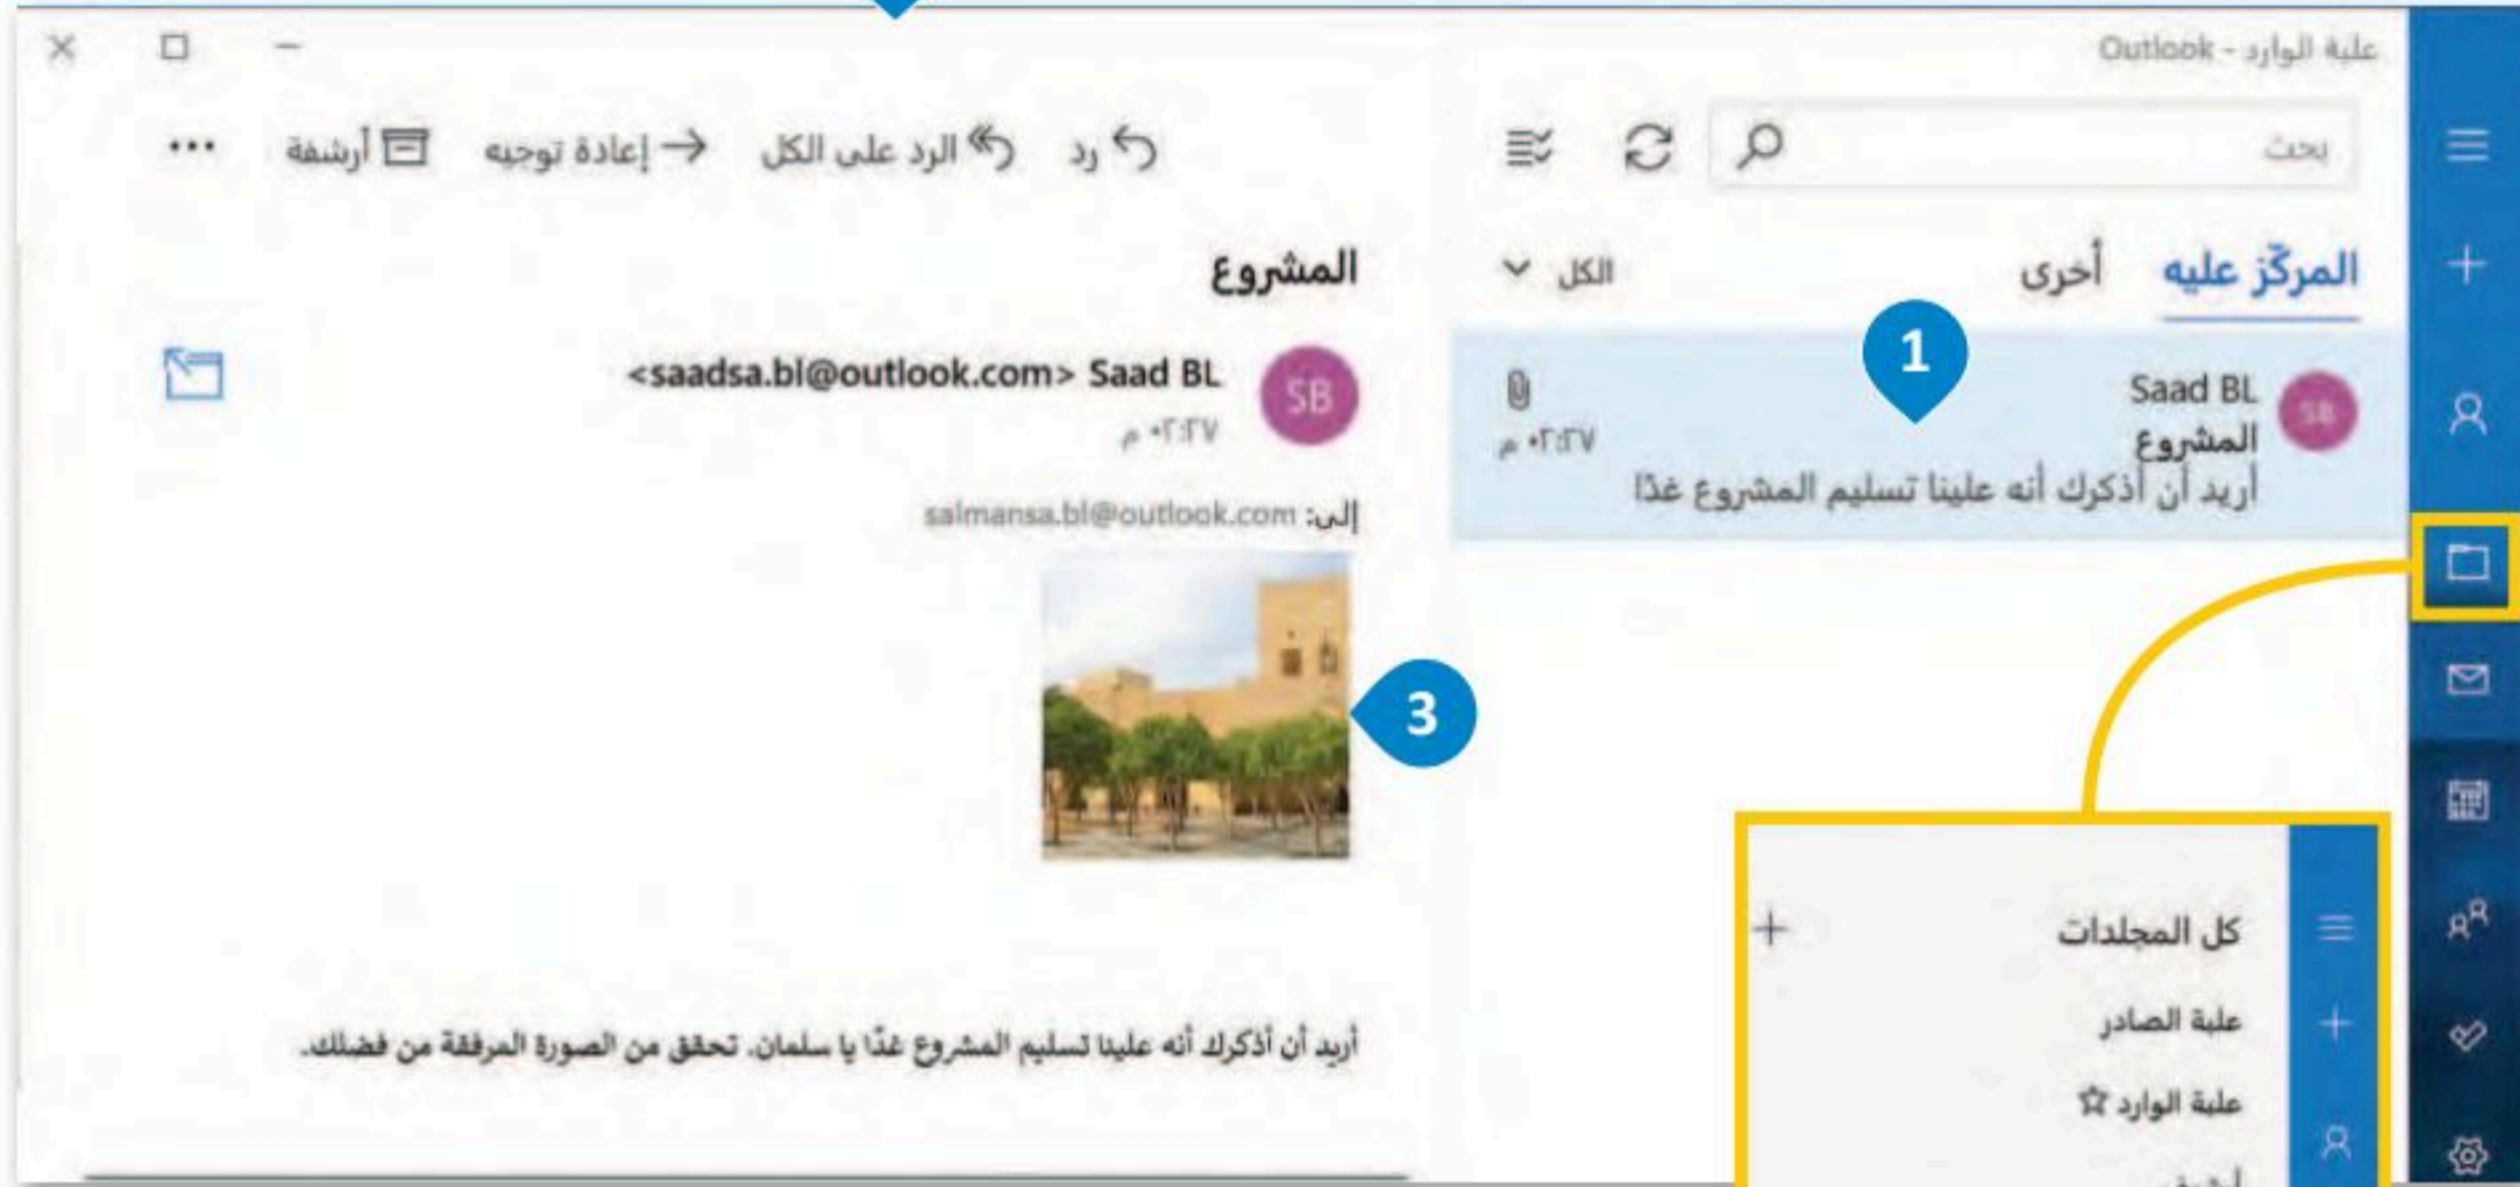 علبة الوارد - Outlook
بحث
المركّز عليه
أخرى
الكل
1
SB
Saad BL
المشروع
٠٢:٢٧ م
أريد أن أذكرك أنه علينا تسليم المشروع غدًا
رد
الرد على الكل
إعادة توجيه
أرشفة
المشروع
SB
Saad BL <saadsa.bl@outlook.com>
٠٢:٢٧ م
إلى: salmansa.bl@outlook.com
3
أريد أن أذكرك أنه علينا تسليم المشروع غدًا يا سلمان. تحقق من الصورة المرفقة من فضلك.
كل المجلدات
علبة الصادر
علبة الوارد